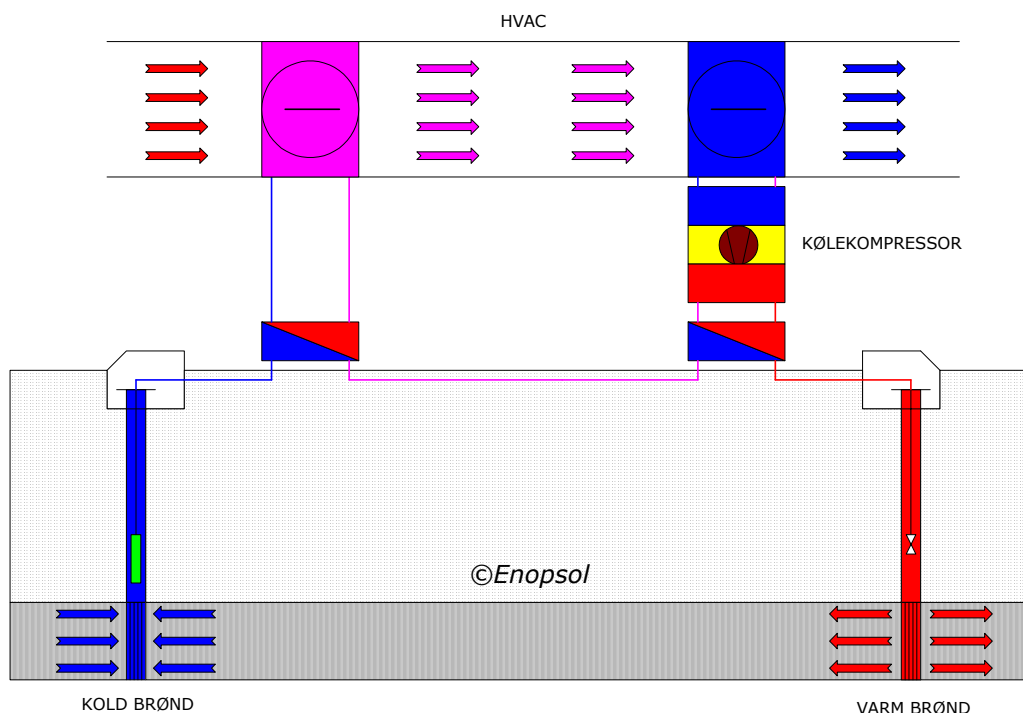 HVAC
KØLEKOMPRESSOR
©Enopsol
KOLD BRØND
VARM BRØND